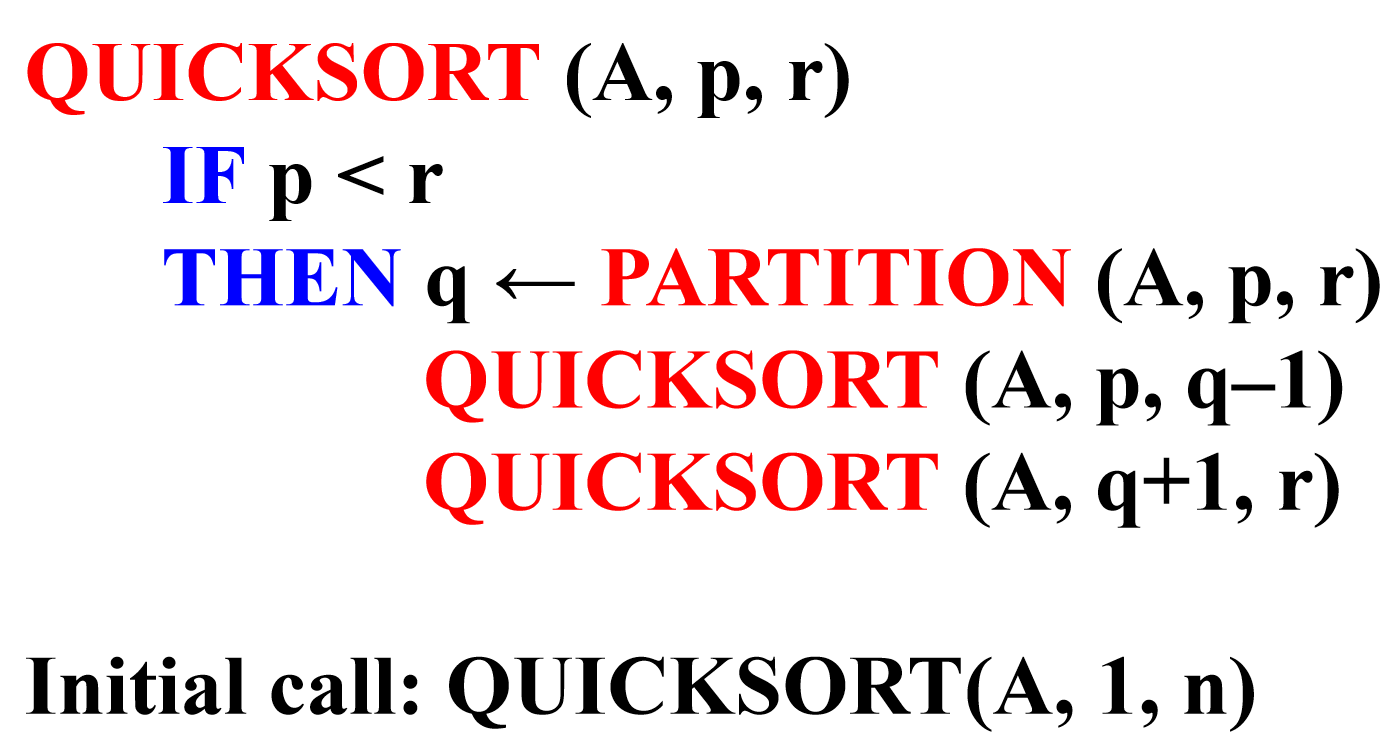 QUICKSORT (A, p, r)
IF p < r
THEN q ← PARTITION (A, p, r)
QUICKSORT (A, p, q–1)
QUICKSORT (A, q+1, r)
Initial call: QUICKSORT(A, 1, n)